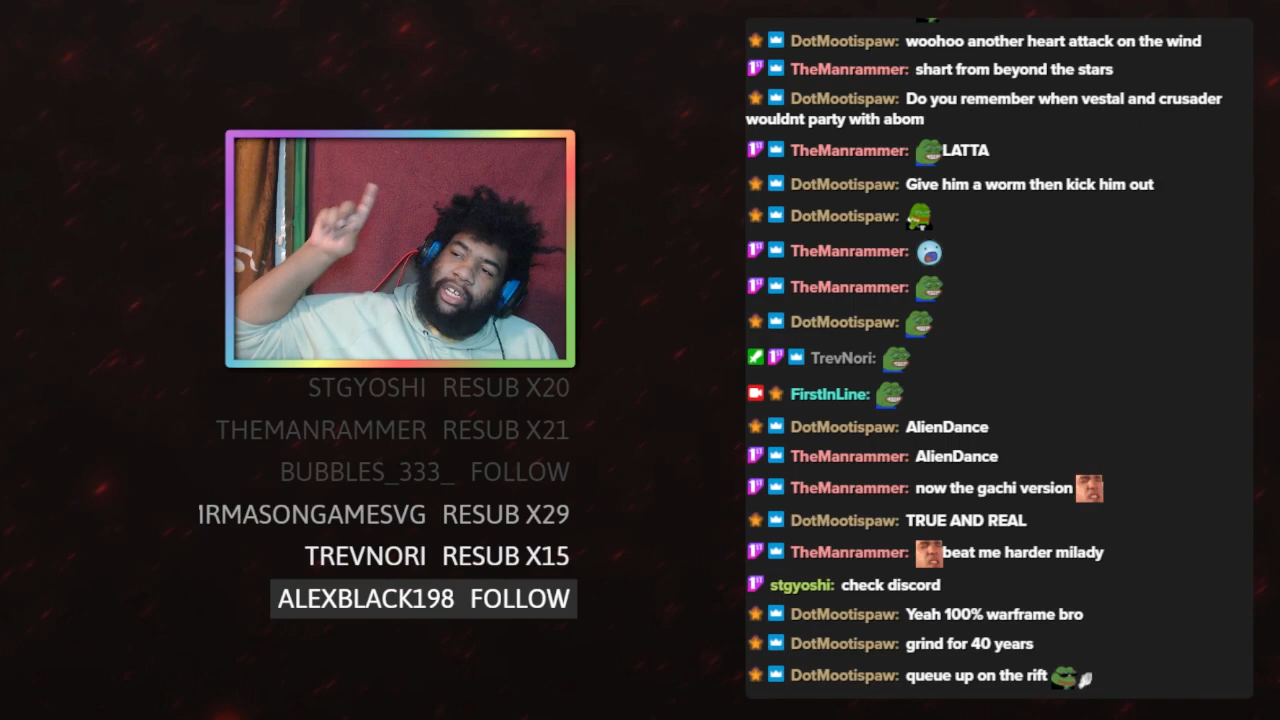 STGYOSHI RESUB X20
THEMANRAMMER RESUB X21
BUBBLES_333_ FOLLOW
IRMASONGAMESVG RESUB X29
TREVNORI RESUB X15
ALEXBLACK198 FOLLOW
DotMootispaw: woohoo another heart attack on the wind
TheManrammer: shart from beyond the stars
DotMootispaw: Do you remember when vestal and crusader
wouldnt party with abom
TheManrammer: LATTA
DotMootispaw: Give him a worm then kick him out
DotMootispaw:
TheManrammer:
TheManrammer:
DotMootispaw:
TrevNori:
FirstInLine:
DotMootispaw: AlienDance
TheManrammer: AlienDance
TheManrammer: now the gachi version
DotMootispaw: TRUE AND REAL
TheManrammer: beat me harder milady
stgyoshi: check discord
DotMootispaw: Yeah 100% warframe bro
DotMootispaw: grind for 40 years
DotMootispaw: queue up on the rift